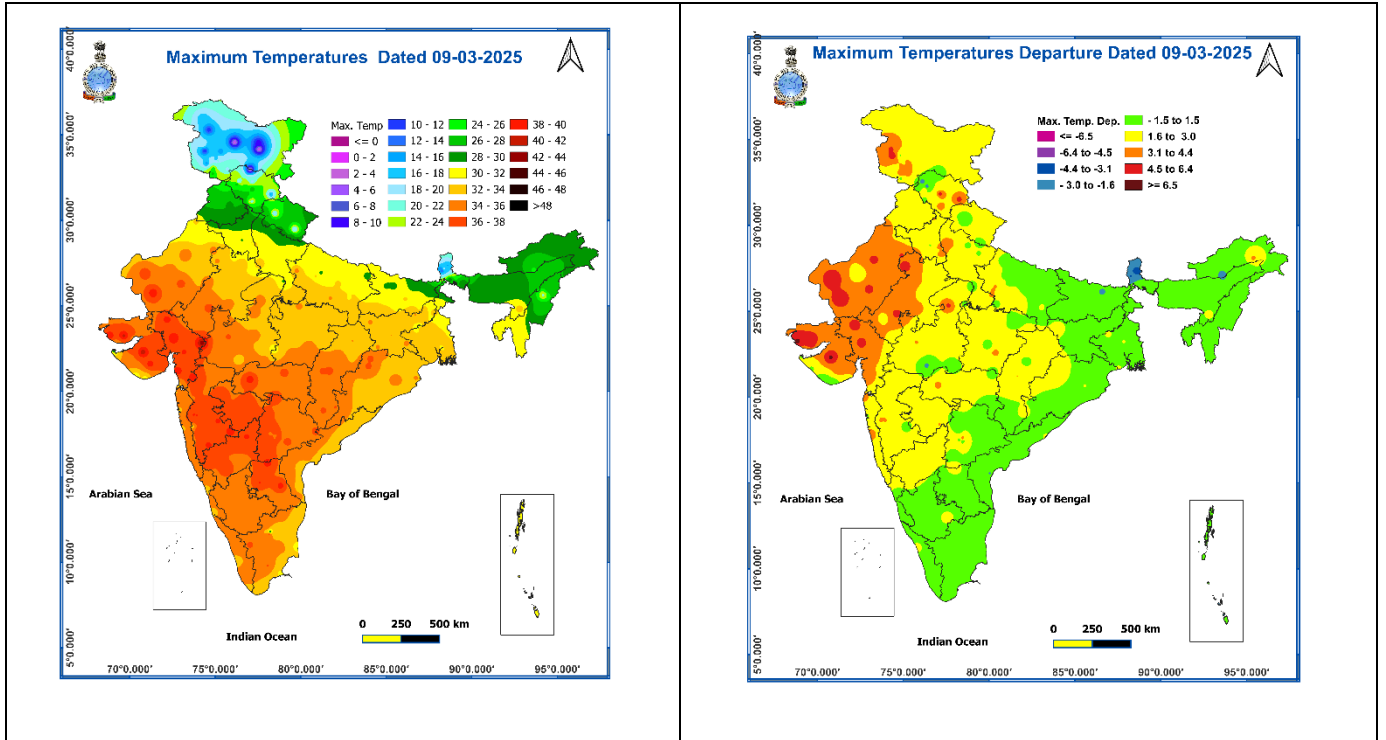 Maximum Temperatures Dated 09-03-2025
Max. Temp
<= 0
0 - 2
2 - 4
4 - 6
6 - 8
8 - 10
10 - 12
12 - 14
14 - 16
16 - 18
18 - 20
20 - 22
22 - 24
24 - 26
26 - 28
28 - 30
30 - 32
32 - 34
34 - 36
36 - 38
38 - 40
40 - 42
42 - 44
44 - 46
46 - 48
>48
40°0.000'
35°0.000'
30°0.000'
25°0.000'
20°0.000'
15°0.000'
10°0.000'
5°0.000'
Arabian Sea
Bay of Bengal
Indian Ocean
0 250 500 km
70°0.000' 75°0.000' 80°0.000' 85°0.000' 90°0.000' 95°0.000'
Maximum Temperatures Departure Dated 09-03-2025
Max. Temp. Dep.
<= -6.5
-6.4 to -4.5
-4.4 to -3.1
- 3.0 to -1.6
- 1.5 to 1.5
1.6 to 3.0
3.1 to 4.4
4.5 to 6.4
>= 6.5
40°0.000'
35°0.000'
30°0.000'
25°0.000'
20°0.000'
15°0.000'
10°0.000'
5°0.000'
Arabian Sea
Bay of Bengal
Indian Ocean
0 250 500 km
70°0.000' 75°0.000' 80°0.000' 85°0.000' 90°0.000' 95°0.000'